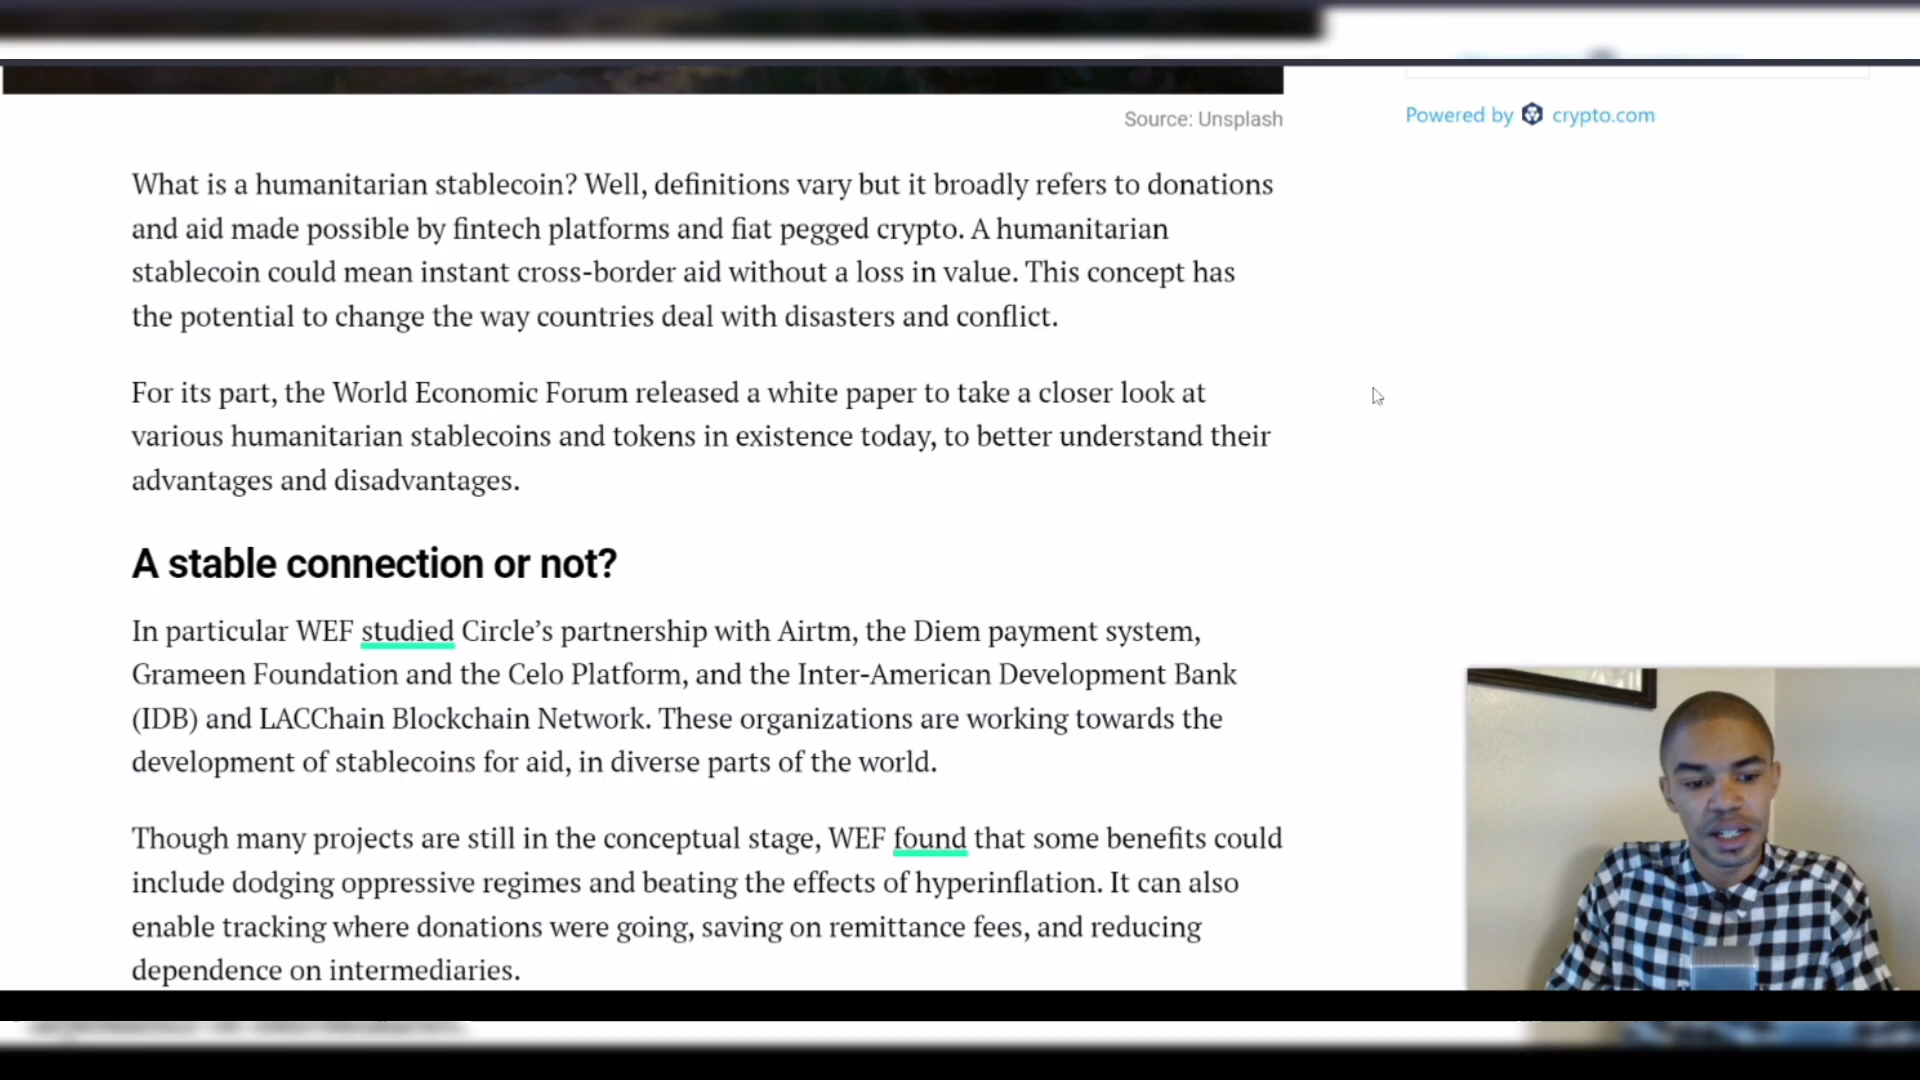 Source: Unsplash
Powered by crypto.com
What is a humanitarian stablecoin? Well, definitions vary but it broadly refers to donations
and aid made possible by fintech platforms and fiat pegged crypto. A humanitarian
stablecoin could mean instant cross-border aid without a loss in value. This concept has
the potential to change the way countries deal with disasters and conflict.
For its part, the World Economic Forum released a white paper to take a closer look at
various humanitarian stablecoins and tokens in existence today, to better understand their
advantages and disadvantages.
A stable connection or not?
In particular WEF studied Circle’s partnership with Airtm, the Diem payment system,
Grameen Foundation and the Celo Platform, and the Inter-American Development Bank
(IDB) and LACChain Blockchain Network. These organizations are working towards the
development of stablecoins for aid, in diverse parts of the world.
Though many projects are still in the conceptual stage, WEF found that some benefits could
include dodging oppressive regimes and beating the effects of hyperinflation. It can also
enable tracking where donations were going, saving on remittance fees, and reducing
dependence on intermediaries.